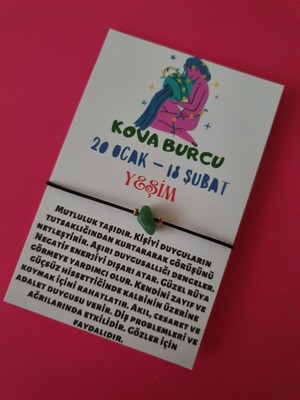 KOVA BURCU
20 OCAK – 18 ŞUBAT
YEŞİM
MUTLULUK TAŞIDIR. KİŞİYİ DUYGULARIN
TUTSAKLIĞINDAN KURTARARAK GÖRÜŞÜNÜ
NETLEŞTİRİR. AŞIRI DUYGUSALLIĞI DENGELER.
NEGATİF ENERJİYİ DIŞARI ATAR. GÜZEL RÜYA
GÖRMEYE YARDIMCI OLUR. KENDİNİ ZAYIF VE
GÜÇSÜZ HİSSETTİĞİNDE KALBİNİN ÜZERİNE
KOYMAK İÇİNİ RAHATLATIR. AKIL, CESARET VE
ADALET DUYGUSU VERİR. DİŞ PROBLEMLERİ VE
AĞRILARINDA ETKİLİDİR. GÖZLER İÇİN
FAYDALIDIR.